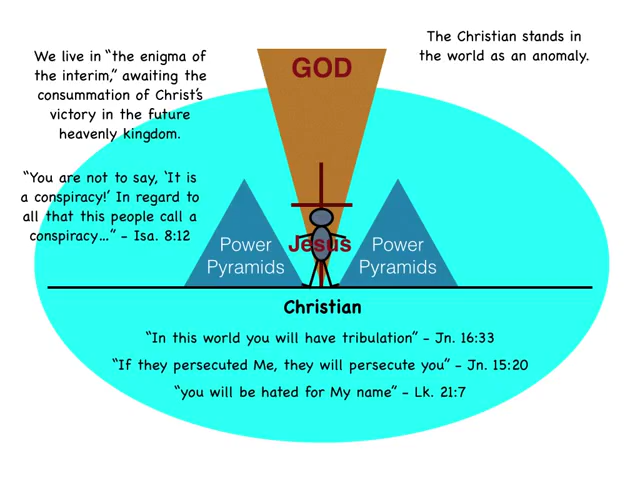 We live in “the enigma of
the interim,” awaiting the
consummation of Christ’s
victory in the future
heavenly kingdom.
The Christian stands in
the world as an anomaly.
GOD
“You are not to say, ‘It is
a conspiracy!’ In regard to
all that this people call a
conspiracy...” – Isa. 8:12
Power
Pyramids
Jesus
Power
Pyramids
Christian
“In this world you will have tribulation” – Jn. 16:33
“If they persecuted Me, they will persecute you” – Jn. 15:20
“you will be hated for My name” – Lk. 21:7